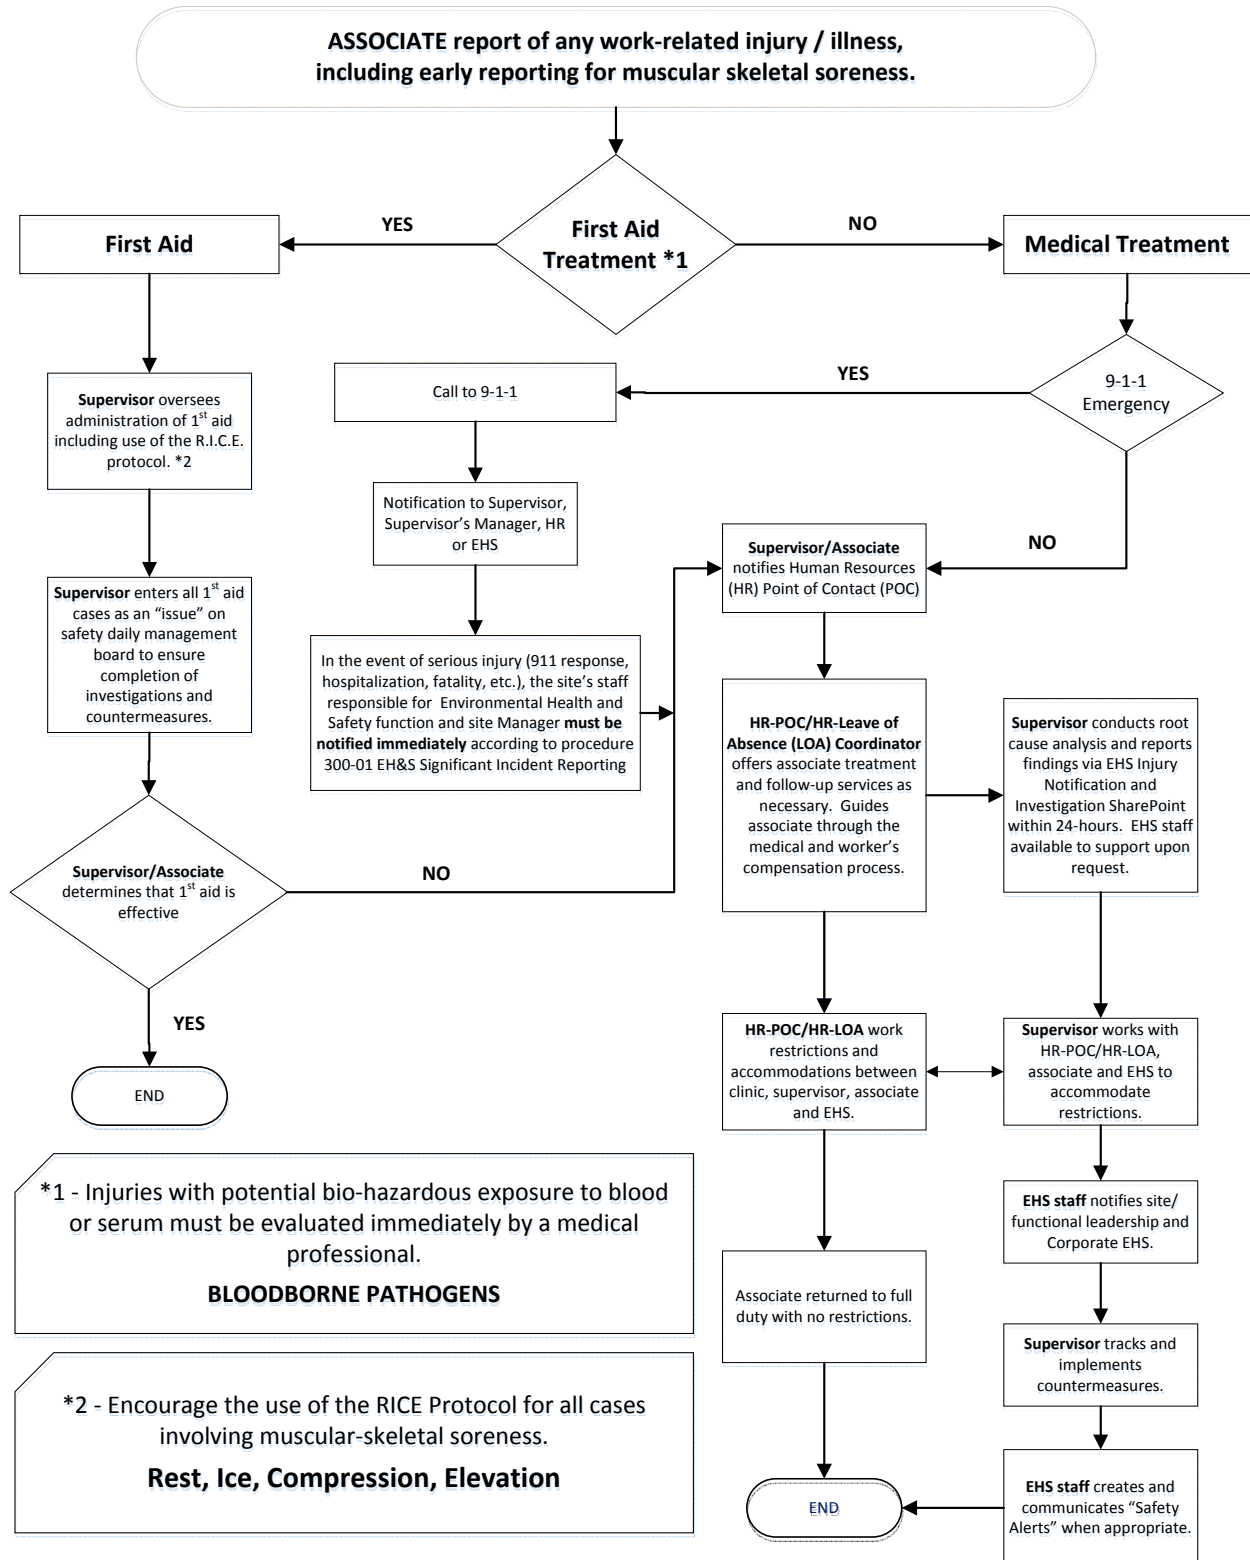 ASSOCIATE report of any work-related injury / illness,
including early reporting for muscular skeletal soreness.
YES
First Aid
Treatment *1
NO
First Aid
Medical Treatment
Supervisor oversees
administration of 1st aid
including use of the R.I.C.E.
protocol. *2
Call to 9-1-1
YES
9-1-1
Emergency
Notification to Supervisor,
Supervisor’s Manager, HR
or EHS
NO
Supervisor/Associate
notifies Human Resources
(HR) Point of Contact (POC)
Supervisor enters all 1st aid
cases as an “issue” on
safety daily management
board to ensure
completion of
investigations and
countermeasures.
In the event of serious injury (911 response,
hospitalization, fatality, etc.), the site’s staff
responsible for Environmental Health and
Safety function and site Manager must be
notified immediately according to procedure
300-01 EH&S Significant Incident Reporting
HR-POC/HR-Leave of
Absence (LOA) Coordinator
offers associate treatment
and follow-up services as
necessary. Guides
associate through the
medical and worker’s
compensation process.
Supervisor conducts root
cause analysis and reports
findings via EHS Injury
Notification and
Investigation SharePoint
within 24-hours. EHS staff
available to support upon
request.
Supervisor/Associate
determines that 1st aid is
effective
NO
YES
END
HR-POC/HR-LOA work
restrictions and
accommodations between
clinic, supervisor, associate
and EHS.
Supervisor works with
HR-POC/HR-LOA,
associate and EHS to
accommodate
restrictions.
*1 - Injuries with potential bio-hazardous exposure to blood
or serum must be evaluated immediately by a medical
professional.
BLOODBORNE PATHOGENS
EHS staff notifies site/
functional leadership and
Corporate EHS.
Associate returned to full
duty with no restrictions.
Supervisor tracks and
implements
countermeasures.
*2 - Encourage the use of the RICE Protocol for all cases
involving muscular-skeletal soreness.
Rest, Ice, Compression, Elevation
END
EHS staff creates and
communicates “Safety
Alerts” when appropriate.